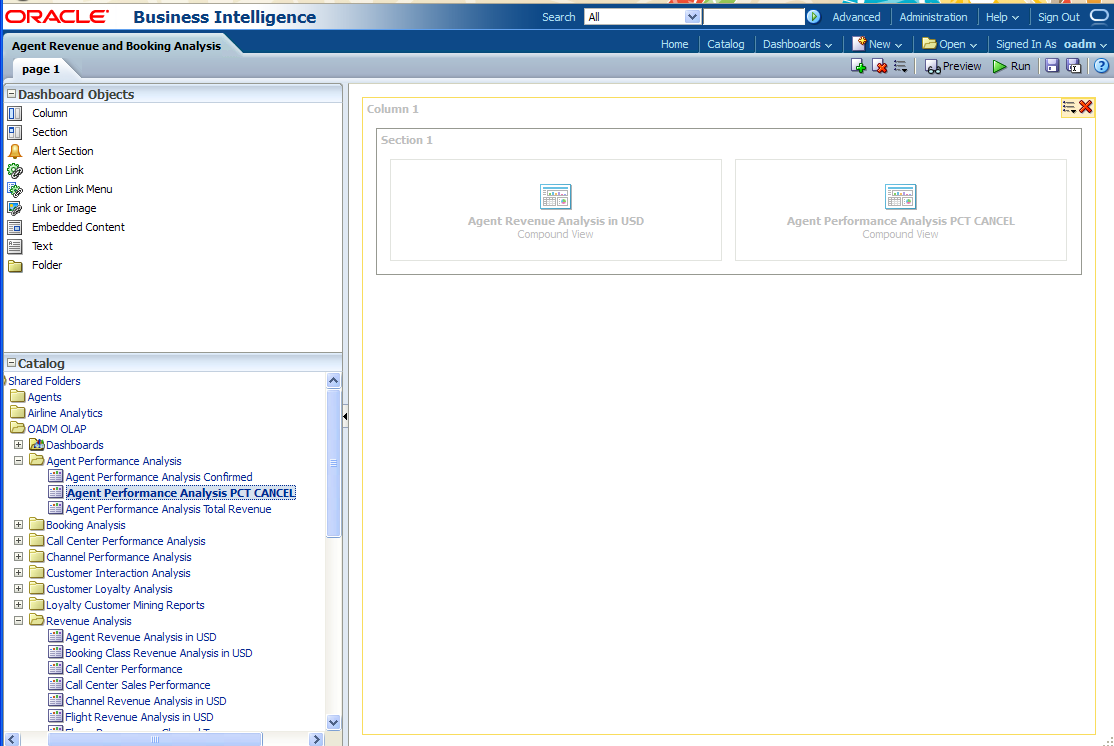 ORACLE Business Intelligence Search All Advanced Administration Help Sign Out
Agent Revenue and Booking Analysis Home Catalog Dashboards New Open Signed In As oadm
page 1 Preview Run
Dashboard Objects
Column
Section
Alert Section
Action Link
Action Link Menu
Link or Image
Embedded Content
Text
Folder
Catalog
Shared Folders
Agents
Airline Analytics
OADM OLAP
Dashboards
Agent Performance Analysis
Agent Performance Analysis Confirmed
Agent Performance Analysis PCT CANCEL
Agent Performance Analysis Total Revenue
Booking Analysis
Call Center Performance Analysis
Channel Performance Analysis
Customer Interaction Analysis
Customer Loyalty Analysis
Loyalty Customer Mining Reports
Revenue Analysis
Agent Revenue Analysis in USD
Booking Class Revenue Analysis in USD
Call Center Performance
Call Center Sales Performance
Channel Revenue Analysis in USD
Flight Revenue Analysis in USD
Column 1
Section 1
Agent Revenue Analysis in USD
Compound View
Agent Performance Analysis PCT CANCEL
Compound View